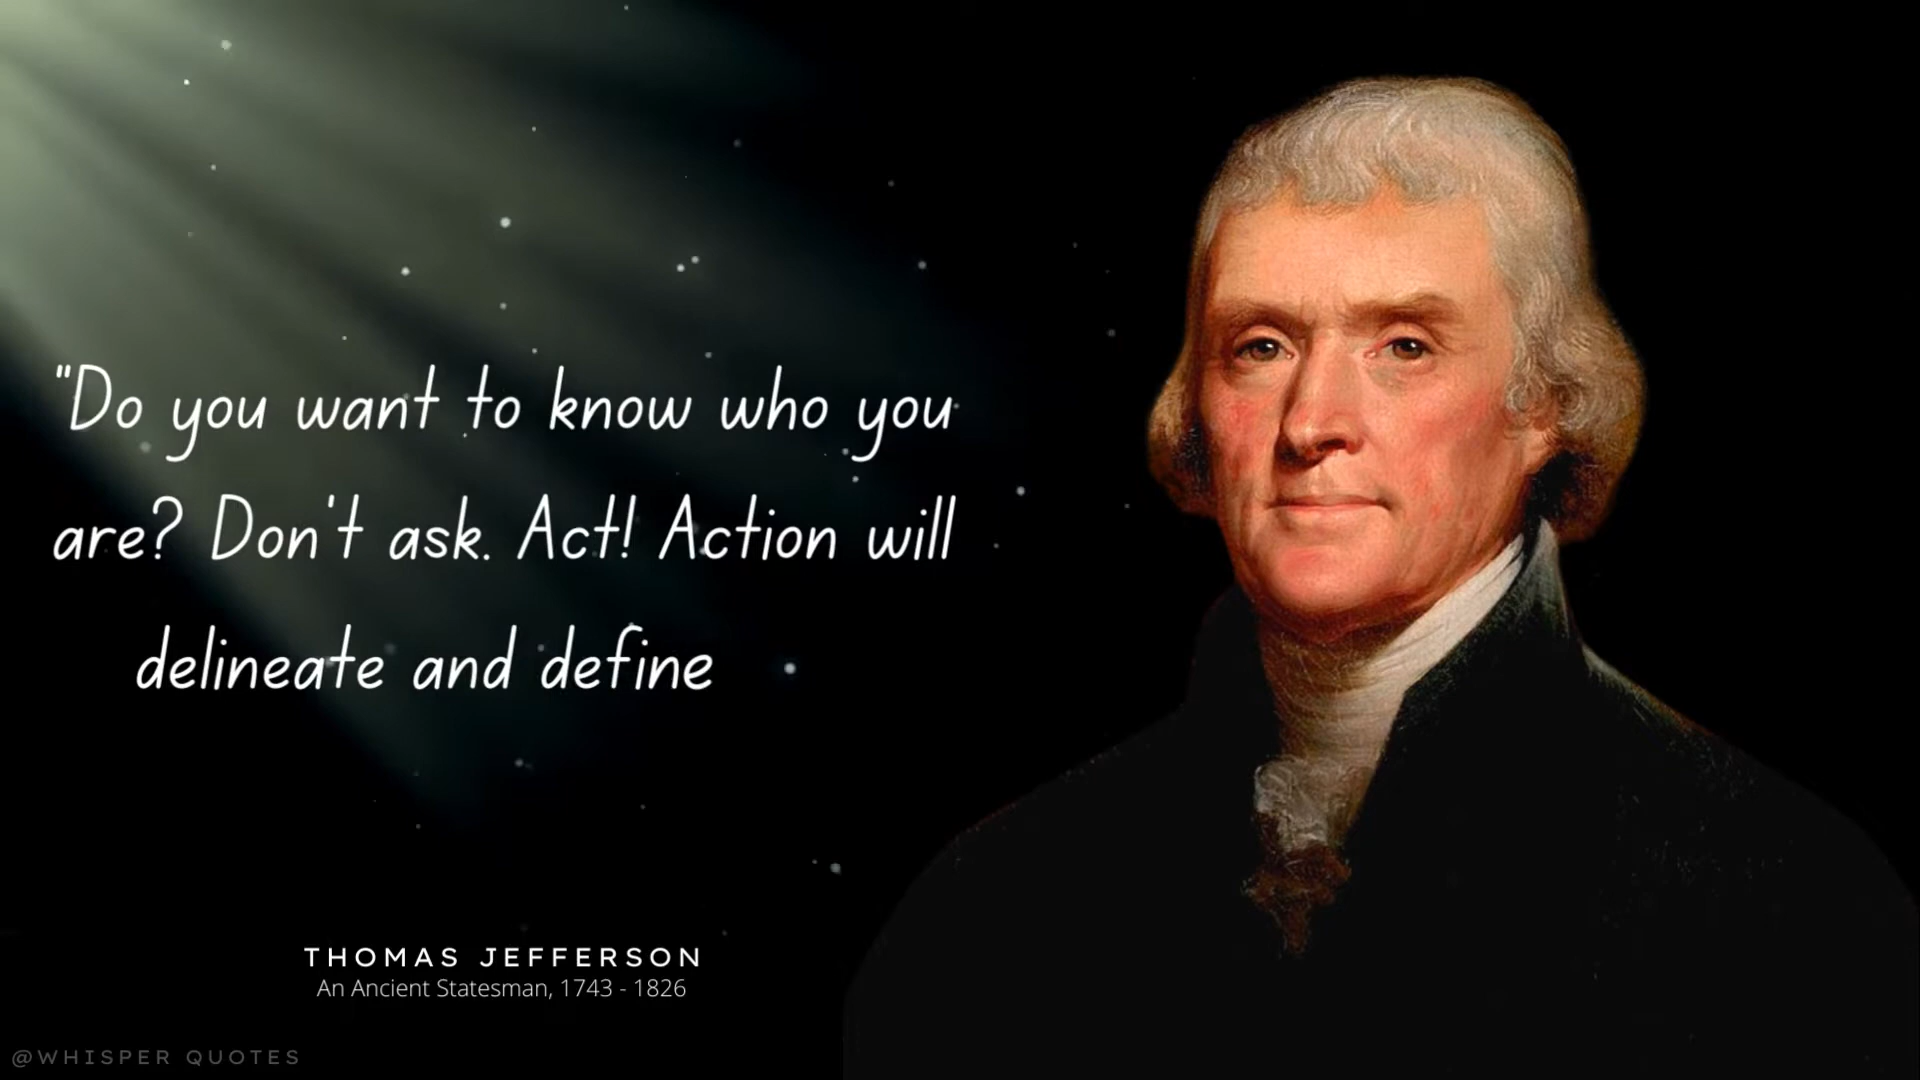 "Do you want to know who you
are? Don't ask. Act! Action will
delineate and define
THOMAS JEFFERSON
An Ancient Statesman, 1743 - 1826
@WHISPER QUOTES